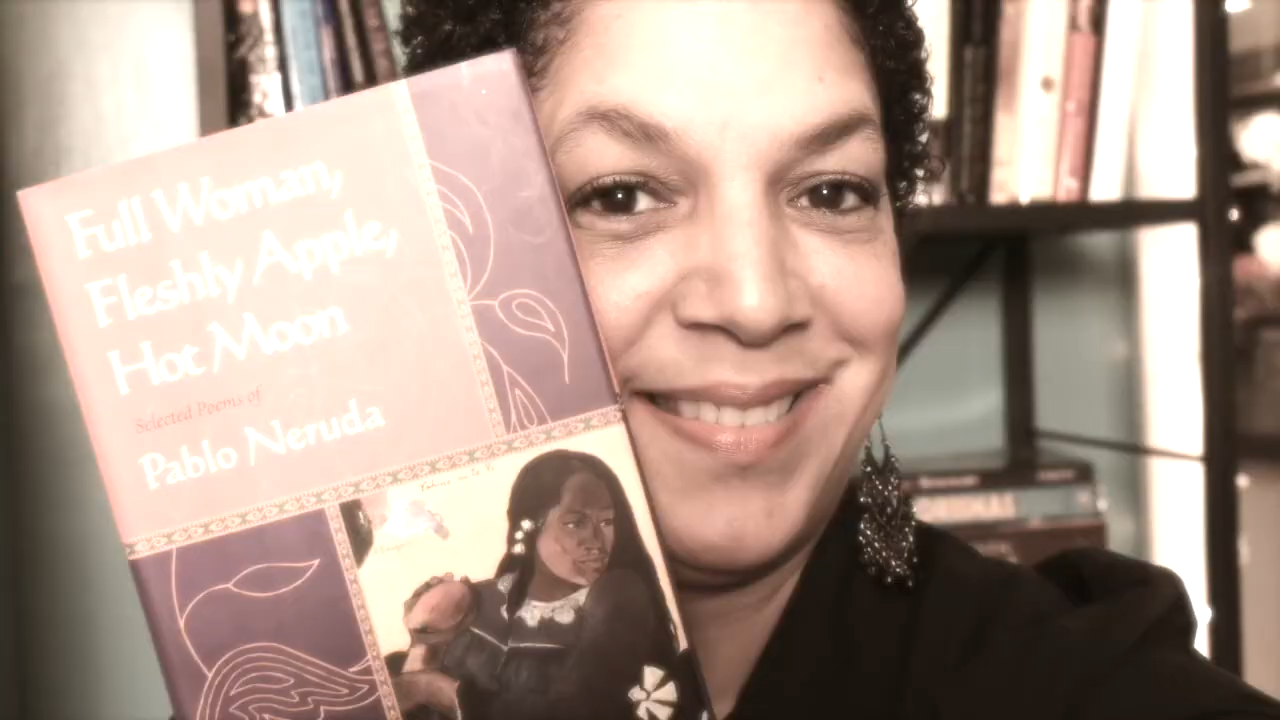 Full Woman,
Fleshly Apple,
Hot Moon
Selected Poems of
Pablo Neruda